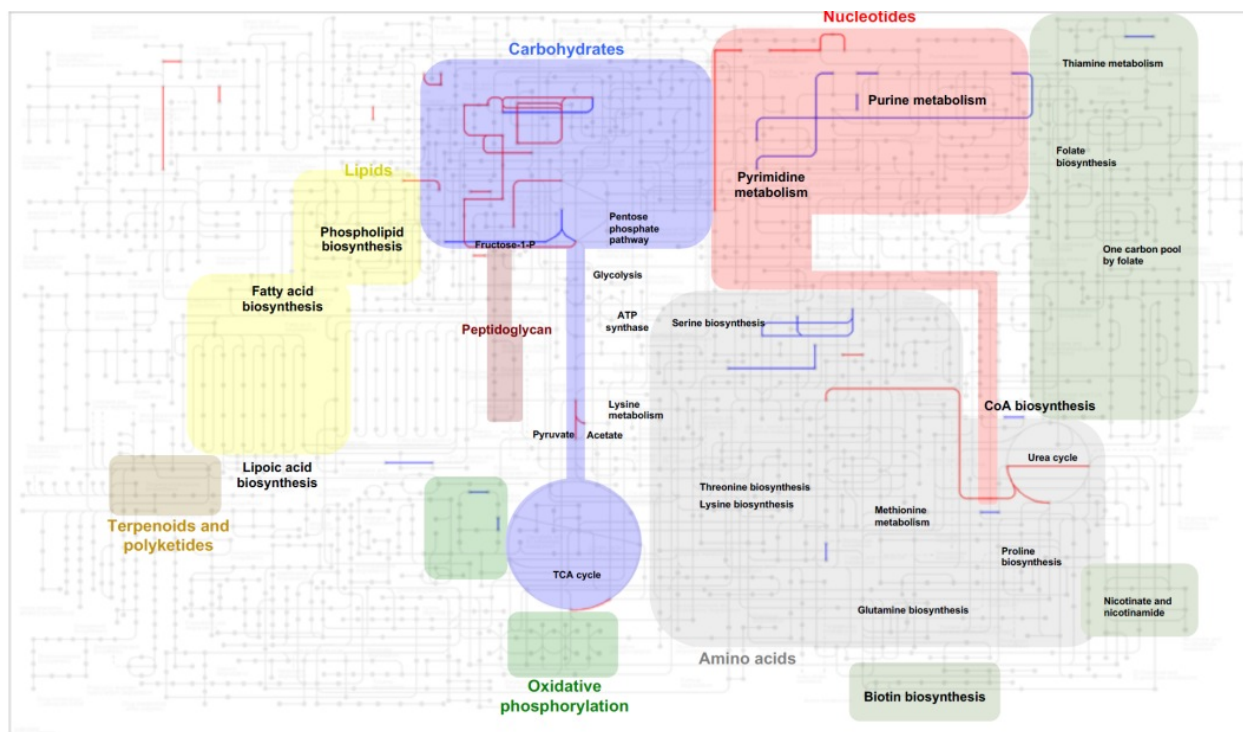 Nucleotides
Carbohydrates
Thiamine metabolism
Purine metabolism
Folate
biosynthesis
Lipids
Pyrimidine
metabolism
Phospholipid
biosynthesis
Pentose
phosphate
pathway
Fructose-1-P
One carbon pool
by folate
Glycolysis
Fatty acid
biosynthesis
ATP
synthase
Serine biosynthesis
Peptidoglycan
Lysine
metabolism
CoA biosynthesis
Pyruvate
Acetate
Urea cycle
Lipoic acid
biosynthesis
Threonine biosynthesis
Lysine biosynthesis
Methionine
metabolism
Terpenoids and
polyketides
Proline
biosynthesis
TCA cycle
Nicotinate and
nicotinamide
Glutamine biosynthesis
Amino acids
Oxidative
phosphorylation
Biotin biosynthesis